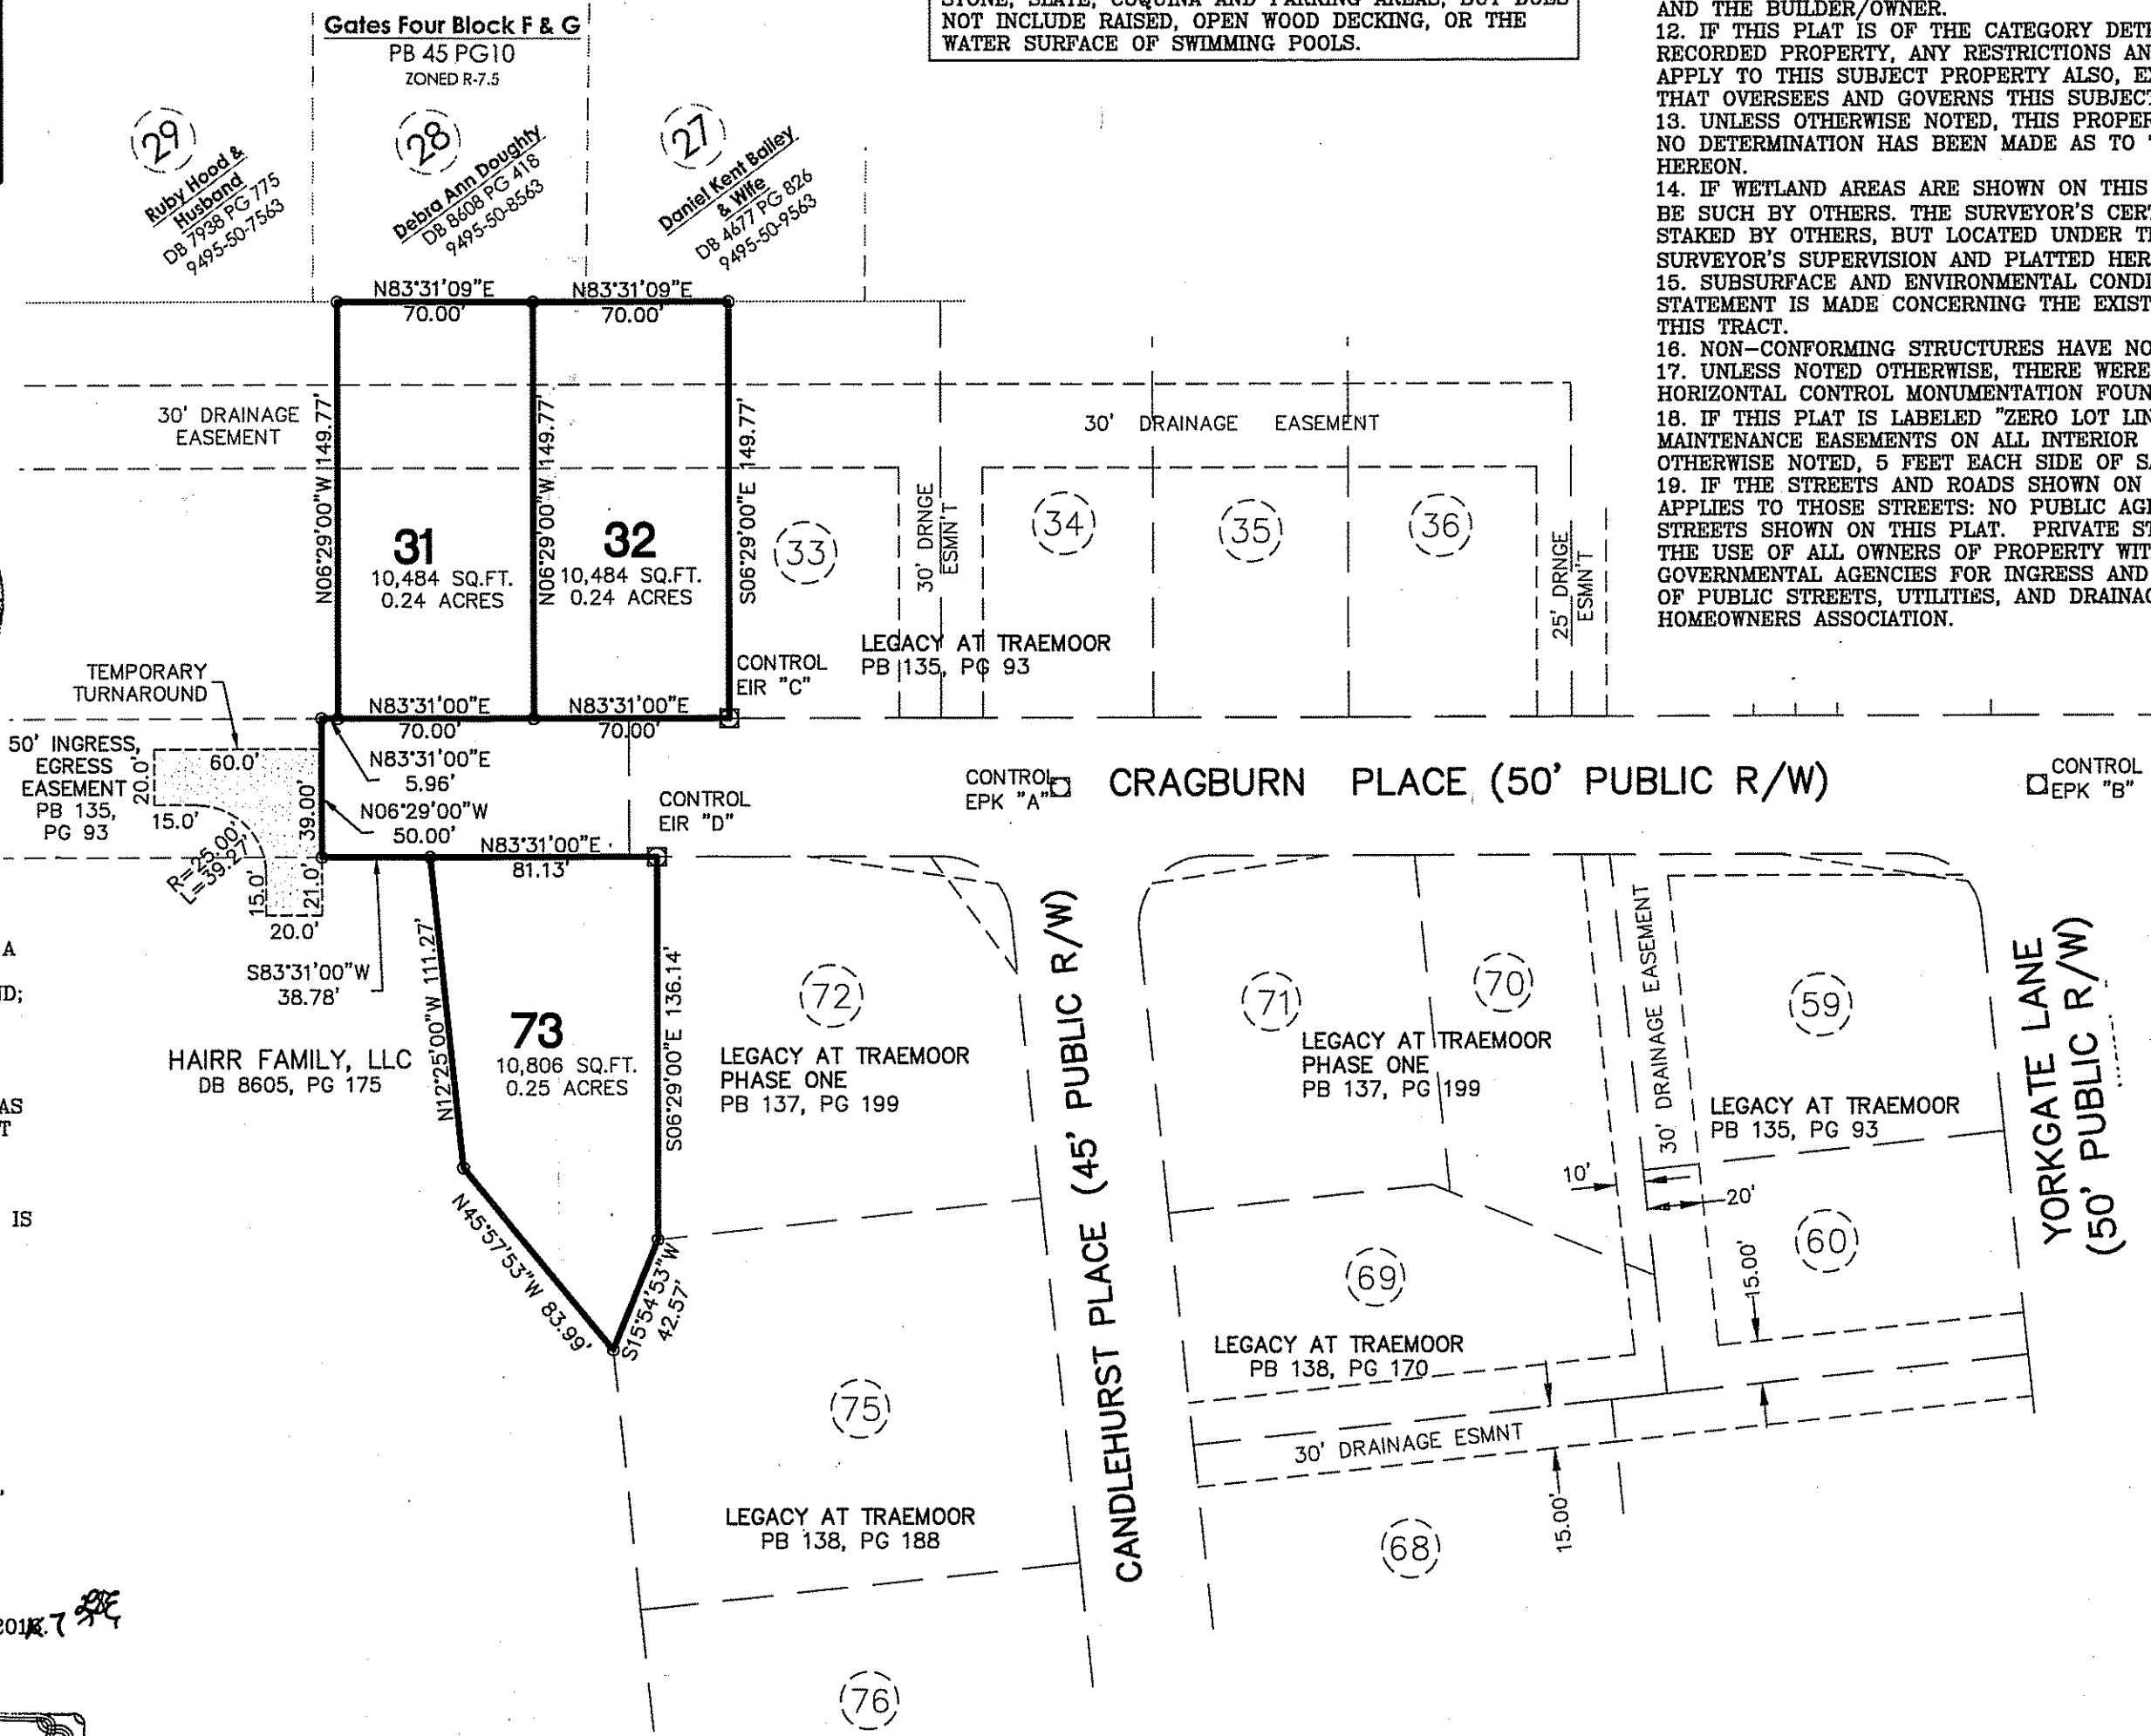 STONE, SLATE, COQUINA AND PARKING AREAS, BUT DOES
NOT INCLUDE RAISED, OPEN WOOD DECKING, OR THE
WATER SURFACE OF SWIMMING POOLS.
AND THE BUILDER/OWNER.
12. IF THIS PLAT IS OF THE CATEGORY
RECORDED PROPERTY, ANY RESTRICTIONS
APPLY TO THIS SUBJECT PROPERTY ALSO,
THAT OVERSEES AND GOVERNS THIS SUBJECT
13. UNLESS OTHERWISE NOTED, THIS
NO DETERMINATION HAS BEEN MADE AS TO
HEREON.
14. IF WETLAND AREAS ARE SHOWN ON THIS
BE SUCH BY OTHERS. THE SURVEYOR'S
STAKED BY OTHERS, BUT LOCATED UNDER
SURVEYOR'S SUPERVISION AND PLATTED
15. SUBSURFACE AND ENVIRONMENTAL
STATEMENT IS MADE CONCERNING THE
THIS TRACT.
16. NON-CONFORMING STRUCTURES HAVE
17. UNLESS NOTED OTHERWISE, THERE WERE
HORIZONTAL CONTROL MONUMENTATION
18. IF THIS PLAT IS LABELED "ZERO LOT
MAINTENANCE EASEMENTS ON ALL INTERIOR
OTHERWISE NOTED, 5 FEET EACH SIDE OF
19. IF THE STREETS AND ROADS SHOWN ON
APPLIES TO THOSE STREETS: NO PUBLIC
STREETS SHOWN ON THIS PLAT. PRIVATE
THE USE OF ALL OWNERS OF PROPERTY
GOVERNMENTAL AGENCIES FOR INGRESS AND
OF PUBLIC STREETS, UTILITIES, AND
HOMEOWNERS ASSOCIATION.
Gates Four Block F & G
PB 45 PG10
ZONED R-7.5
29
Ruby Hood &
Husband
DB 7938 PG 775
9495-50-7563
28
Debra Ann Doughty
DB 8608 PG 418
9495-50-8563
27
Daniel Kent Bailey
& Wife
DB 4677 PG 826
9495-50-9563
N83°31'09"E
70.00'
N83°31'09"E
70.00'
30' DRAINAGE
EASEMENT
N06°29'00"W 149.77'
N06°29'00"W 149.77'
S06°29'00"E 149.77'
30' DRAINAGE EASEMENT
31
10,484 SQ.FT.
0.24 ACRES
32
10,484 SQ.FT.
0.24 ACRES
33
30' DRNGE
ESMN'T
34
35
36
25' DRNGE
ESMN'T
LEGACY AT TRAEMOOR
PB 135, PG 93
CONTROL
EIR "C"
TEMPORARY
TURNAROUND
N83°31'00"E
70.00'
N83°31'00"E
70.00'
50' INGRESS,
EGRESS
EASEMENT
PB 135,
PG 93
60.0'
20.0'
15.0'
R=25.00'
L=39.27'
39.00'
15.0'
21.0'
20.0'
N83°31'00"E
5.96'
N06°29'00"W
50.00'
CONTROL
EIR "D"
CONTROL
EPK "A"
CRAGBURN PLACE (50' PUBLIC R/W)
CONTROL
EPK "B"
N83°31'00"E
81.13'
S83°31'00"W
38.78'
N12°25'00"W 111.27'
S06°29'00"E 136.14'
73
10,806 SQ.FT.
0.25 ACRES
N45°57'53"W 83.99'
S15°54'53"W
42.57'
HAIRR FAMILY, LLC
DB 8605, PG 175
72
LEGACY AT TRAEMOOR
PHASE ONE
PB 137, PG 199
CANDLEHURST PLACE (45' PUBLIC R/W)
71
70
LEGACY AT TRAEMOOR
PHASE ONE
PB 137, PG 199
30' DRAINAGE EASEMENT
59
LEGACY AT TRAEMOOR
PB 135, PG 93
YORKGATE LANE
(50' PUBLIC R/W)
10'
20'
60
15.00'
69
LEGACY AT TRAEMOOR
PB 138, PG 170
30' DRAINAGE ESMNT
15.00'
75
LEGACY AT TRAEMOOR
PB 138, PG 188
68
76
A
AS
IS